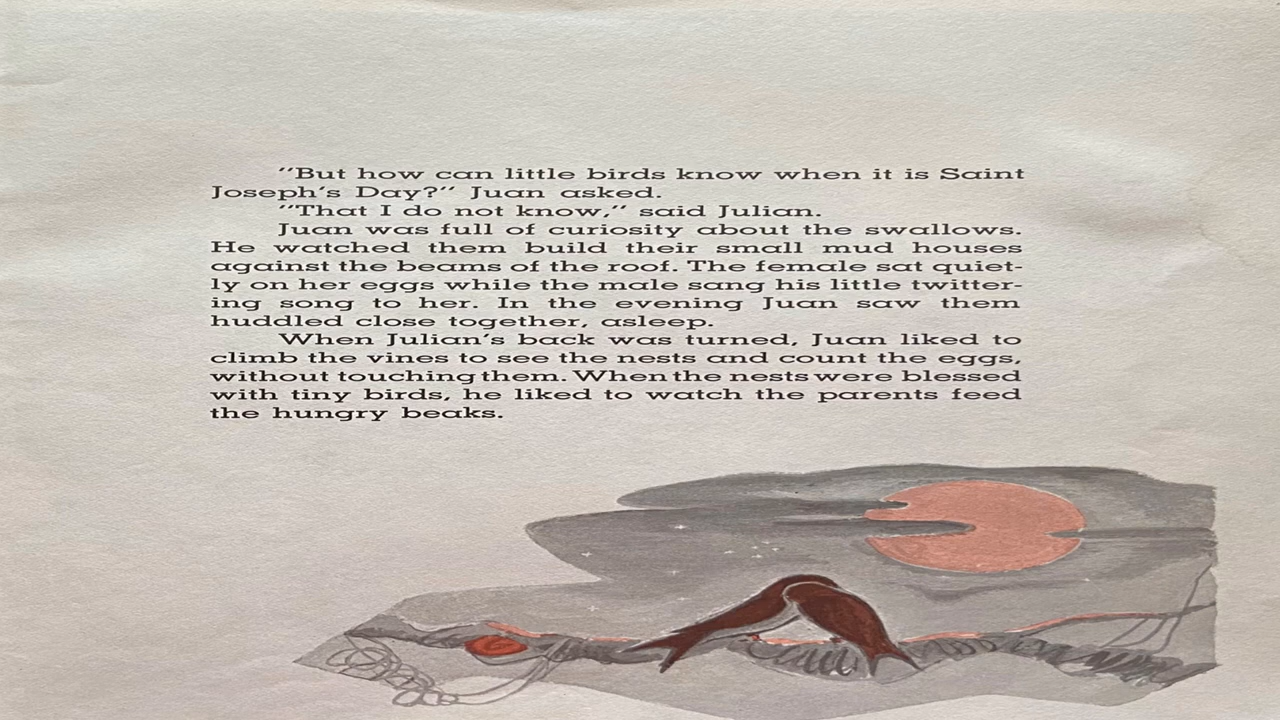 "But how can little birds know when it is Saint
Joseph's Day?" Juan asked.
"That I do not know," said Julian.
Juan was full of curiosity about the swallows.
He watched them build their small mud houses
against the beams of the roof. The female sat quiet-
ly on her eggs while the male sang his little twitter-
ing song to her. In the evening Juan saw them
huddled close together, asleep.
When Julian's back was turned, Juan liked to
climb the vines to see the nests and count the eggs,
without touching them. When the nests were blessed
with tiny birds, he liked to watch the parents feed
the hungry beaks.